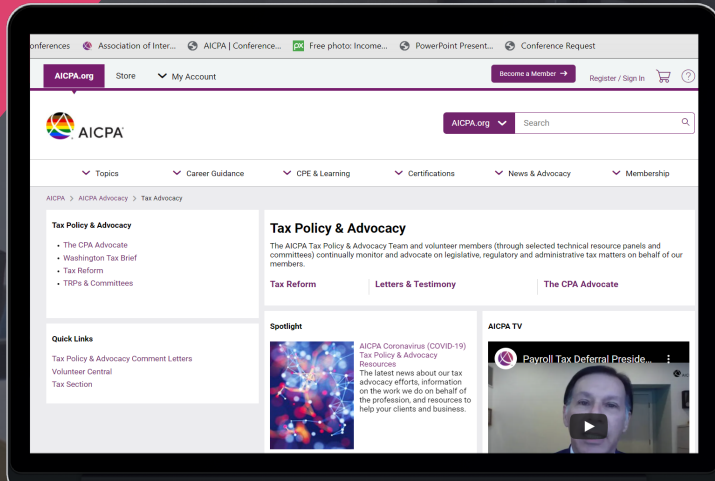 onferences Association of Inter... AICPA | Conference... Free photo: Income... PowerPoint Present... Conference Request
AICPA.org Store My Account Become a Member → Register / Sign In
AICPA
AICPA.org Search
Topics Career Guidance CPE & Learning Certifications News & Advocacy Membership
AICPA > AICPA Advocacy > Tax Advocacy
Tax Policy & Advocacy
• The CPA Advocate
• Washington Tax Brief
• Tax Reform
• TRPs & Committees
Quick Links
Tax Policy & Advocacy Comment Letters
Volunteer Central
Tax Section
Tax Policy & Advocacy
The AICPA Tax Policy & Advocacy Team and volunteer members (through selected technical resource panels and
committees) continually monitor and advocate on legislative, regulatory and administrative tax matters on behalf of our
members.
Tax Reform Letters & Testimony The CPA Advocate
Spotlight
AICPA Coronavirus (COVID-19)
Tax Policy & Advocacy
Resources
The latest news about our tax
advocacy efforts, information
on the work we do on behalf of
the profession, and resources to
help your clients and business.
AICPA TV
Payroll Tax Deferral Preside...